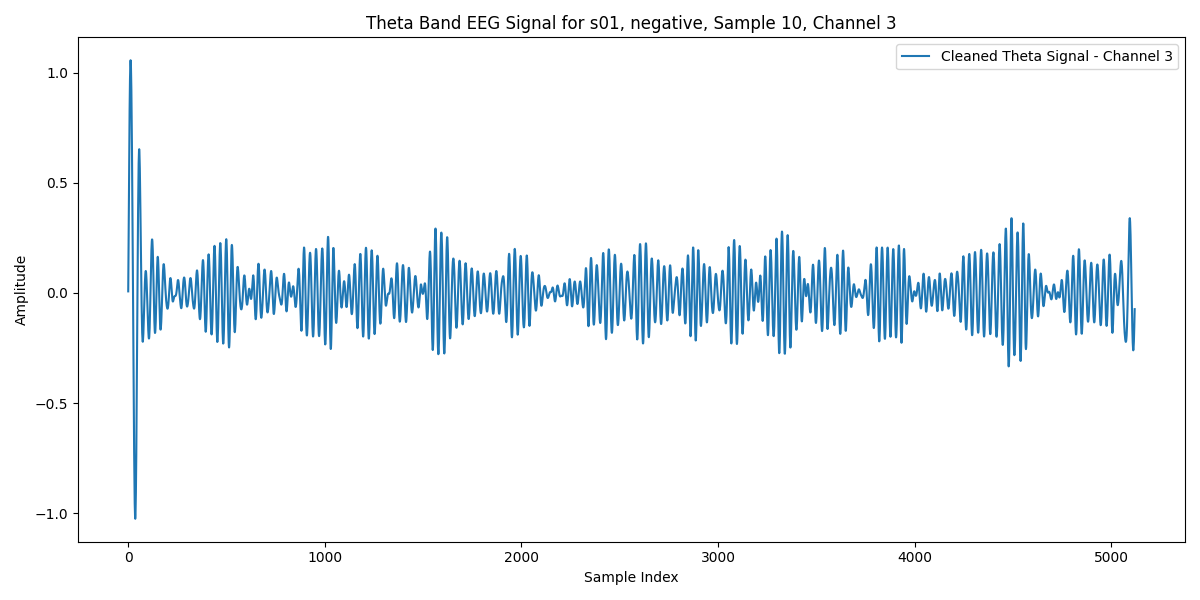 Theta Band EEG Signal for s01, negative, Sample 10, Channel 3
Cleaned Theta Signal - Channel 3
1.0
0.5
0.0
−0.5
−1.0
Amplitude
0 1000 2000 3000 4000 5000
Sample Index